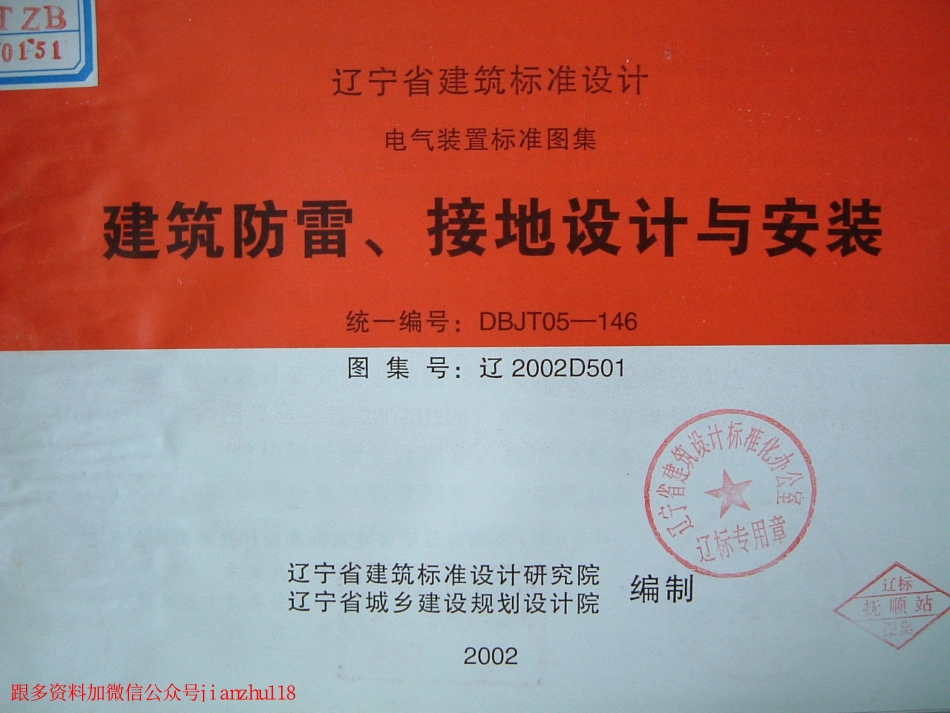 TZB
0151
辽宁省建筑标准设计
电气装置标准图集
建筑防雷、接地设计与安装
统一编号：DBJT05—146
图 集 号：辽 2002D501
辽宁省建筑设计标准化办公室
辽标专用章
辽宁省建筑标准设计研究院
辽宁省城乡建设规划设计院
编制
辽标
抚顺站
图集
2002
跟多资料加微信公众号jianzhu118